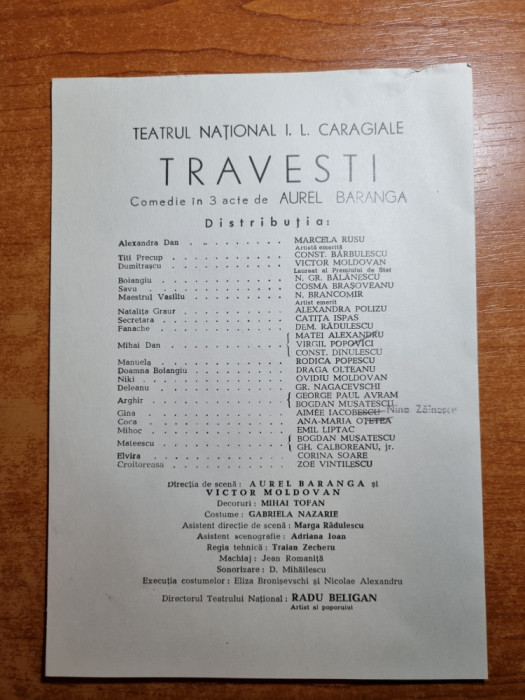 TEATRUL NAȚIONAL I. L. CARAGIALE
TRAVESTI
Comedie în 3 acte de AUREL BARANGA
Distribuția:
Alexandra Dan . . . . . . . . . . MARCELA RUSU
Artistă emerită
Titi Precup . . . . . . . . . . CONST. BĂRBULESCU
Dumitrașcu . . . . . . . . . . VICTOR MOLDOVAN
Laureat al Premiului de Stat
Boiangiu . . . . . . . . . . N. GR. BĂLĂNESCU
Savu . . . . . . . . . . COSMA BRAȘOVEANU
Maestrul Vasiliu . . . . . . . . . . N. BRANCOMIR
Artist emerit
Natalița Graur . . . . . . . . . . ALEXANDRA POLIZU
Secretara . . . . . . . . . . CATIȚA ISPAS
Fanache . . . . . . . . . . DEM. RĂDULESCU
Mihai Dan . . . . . . . . . . { MATEI ALEXANDRU
VIRGIL POPOVICI
CONST. DINULESCU
Manuela . . . . . . . . . . RODICA POPESCU
Doamna Boiangiu . . . . . . . . . . DRAGA OLTEANU
Niki . . . . . . . . . . OVIDIU MOLDOVAN
Deleanu . . . . . . . . . . GR. NAGACEVSCHI
Arghir . . . . . . . . . . { GEORGE PAUL AVRAM
BOGDAN MUȘATESCU
Gina . . . . . . . . . . AIMÉE IACOBESCU Nina Zăinescu
Cora . . . . . . . . . . ANA-MARIA OȚETEA
Mihoc . . . . . . . . . . EMIL LIPTAC
Mateescu . . . . . . . . . . { BOGDAN MUȘATESCU
GH. CALBOREANU, jr.
Elvira . . . . . . . . . . CORINA SOARE
Croitoreasa . . . . . . . . . . ZOE VINTILESCU
Direcția de scenă : AUREL BARANGA și
VICTOR MOLDOVAN
Decoruri : MIHAI TOFAN
Costume : GABRIELA NAZARIE
Asistent direcție de scenă : Marga Rădulescu
Asistent scenografie : Adriana Ioan
Regia tehnică : Traian Zecheru
Machiaj : Jean Romaniță
Sonorizare : D. Mihăilescu
Execuția costumelor : Eliza Bronișevschi și Nicolae Alexandru
Directorul Teatrului Național : RADU BELIGAN
Artist al poporului